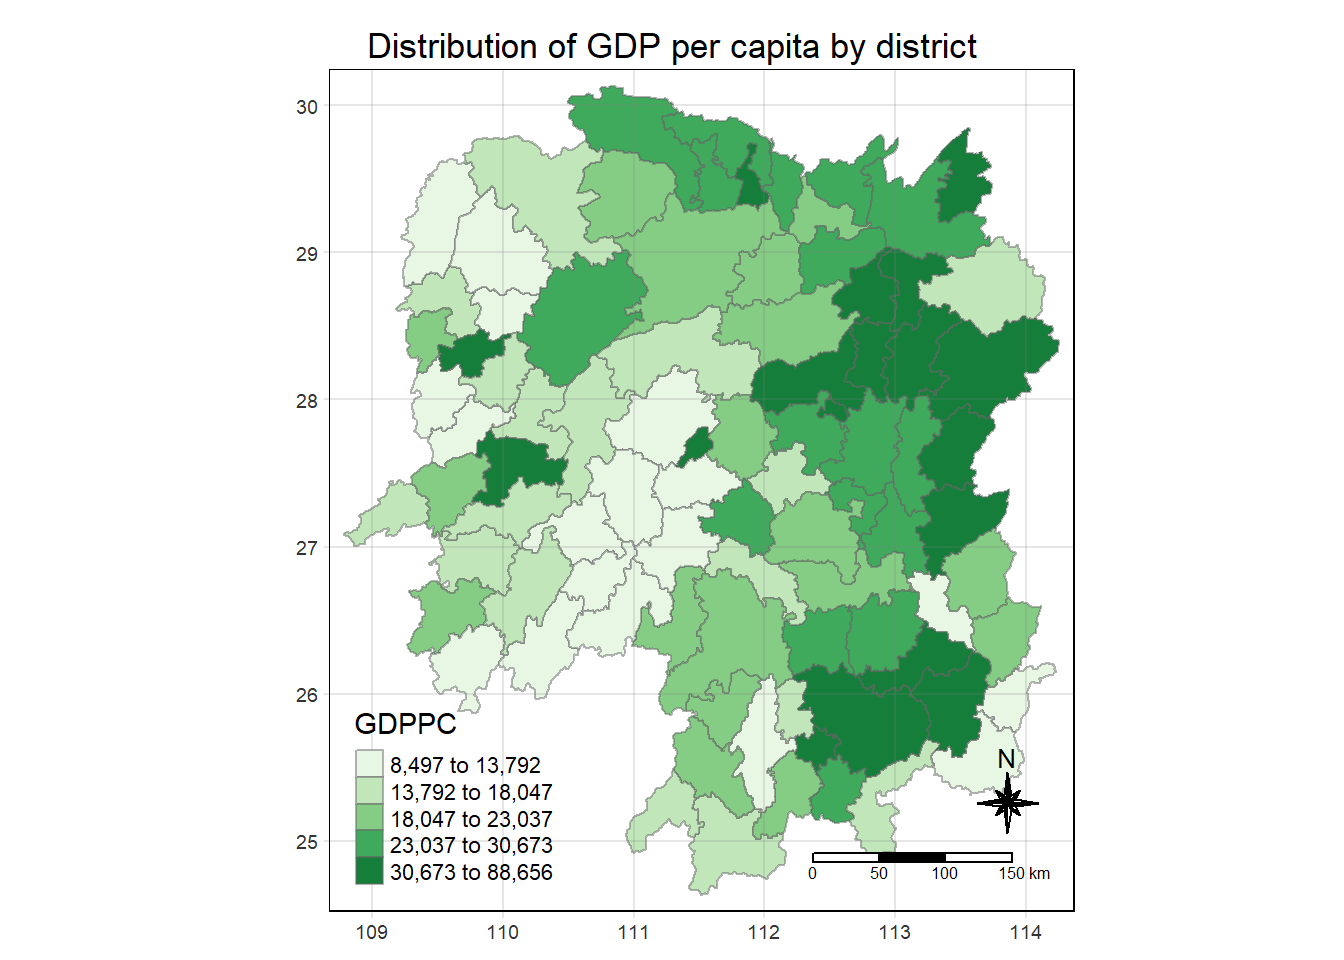 Distribution of GDP per capita by district
30
29
28
27
26
25
GDPPC
8,497 to 13,792
13,792 to 18,047
18,047 to 23,037
23,037 to 30,673
30,673 to 88,656
N
0 50 100 150 km
109 110 111 112 113 114